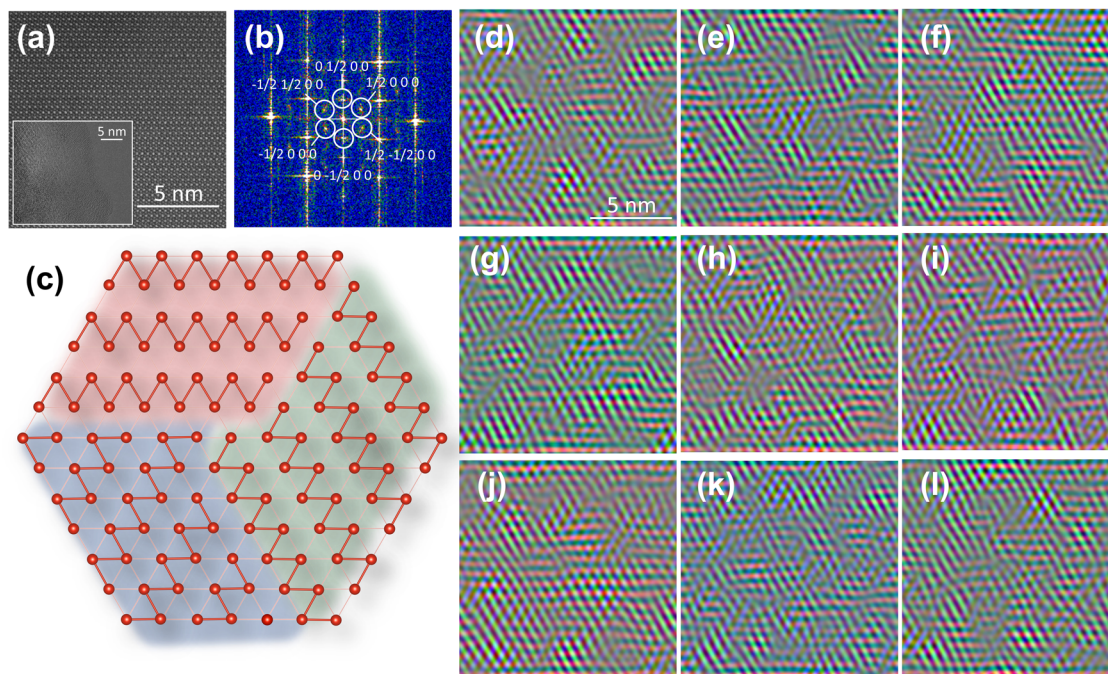 (a)
5 nm
5 nm
(b)
0 1/2 0 0
-1/2 1/2 0 0
1/2 0 0 0
-1/2 0 0 0
1/2 -1/2 0 0
0 -1/2 0 0
(c)
(d)
5 nm
(e)
(f)
(g)
(h)
(i)
(j)
(k)
(l)